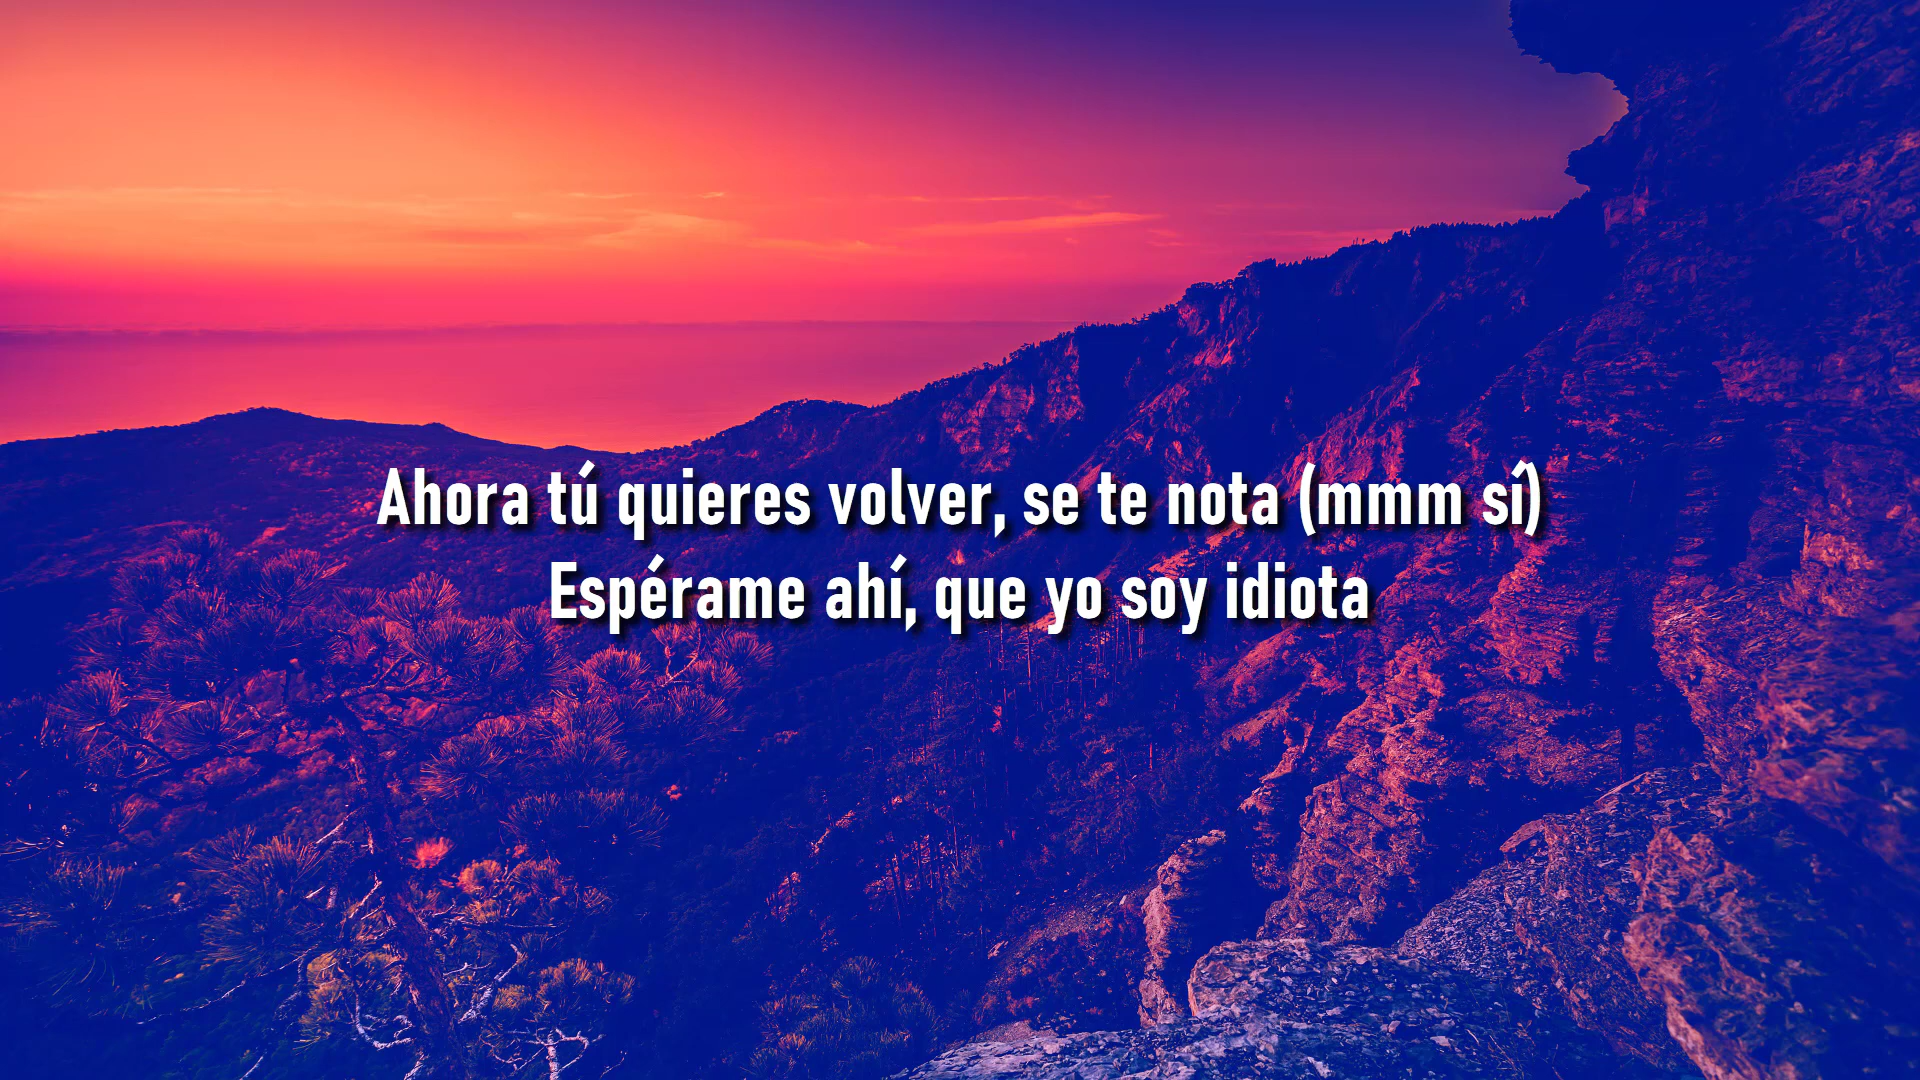 Ahora tú quieres volver, se te nota (mmm sí)
Espérame ahí, que yo soy idiota